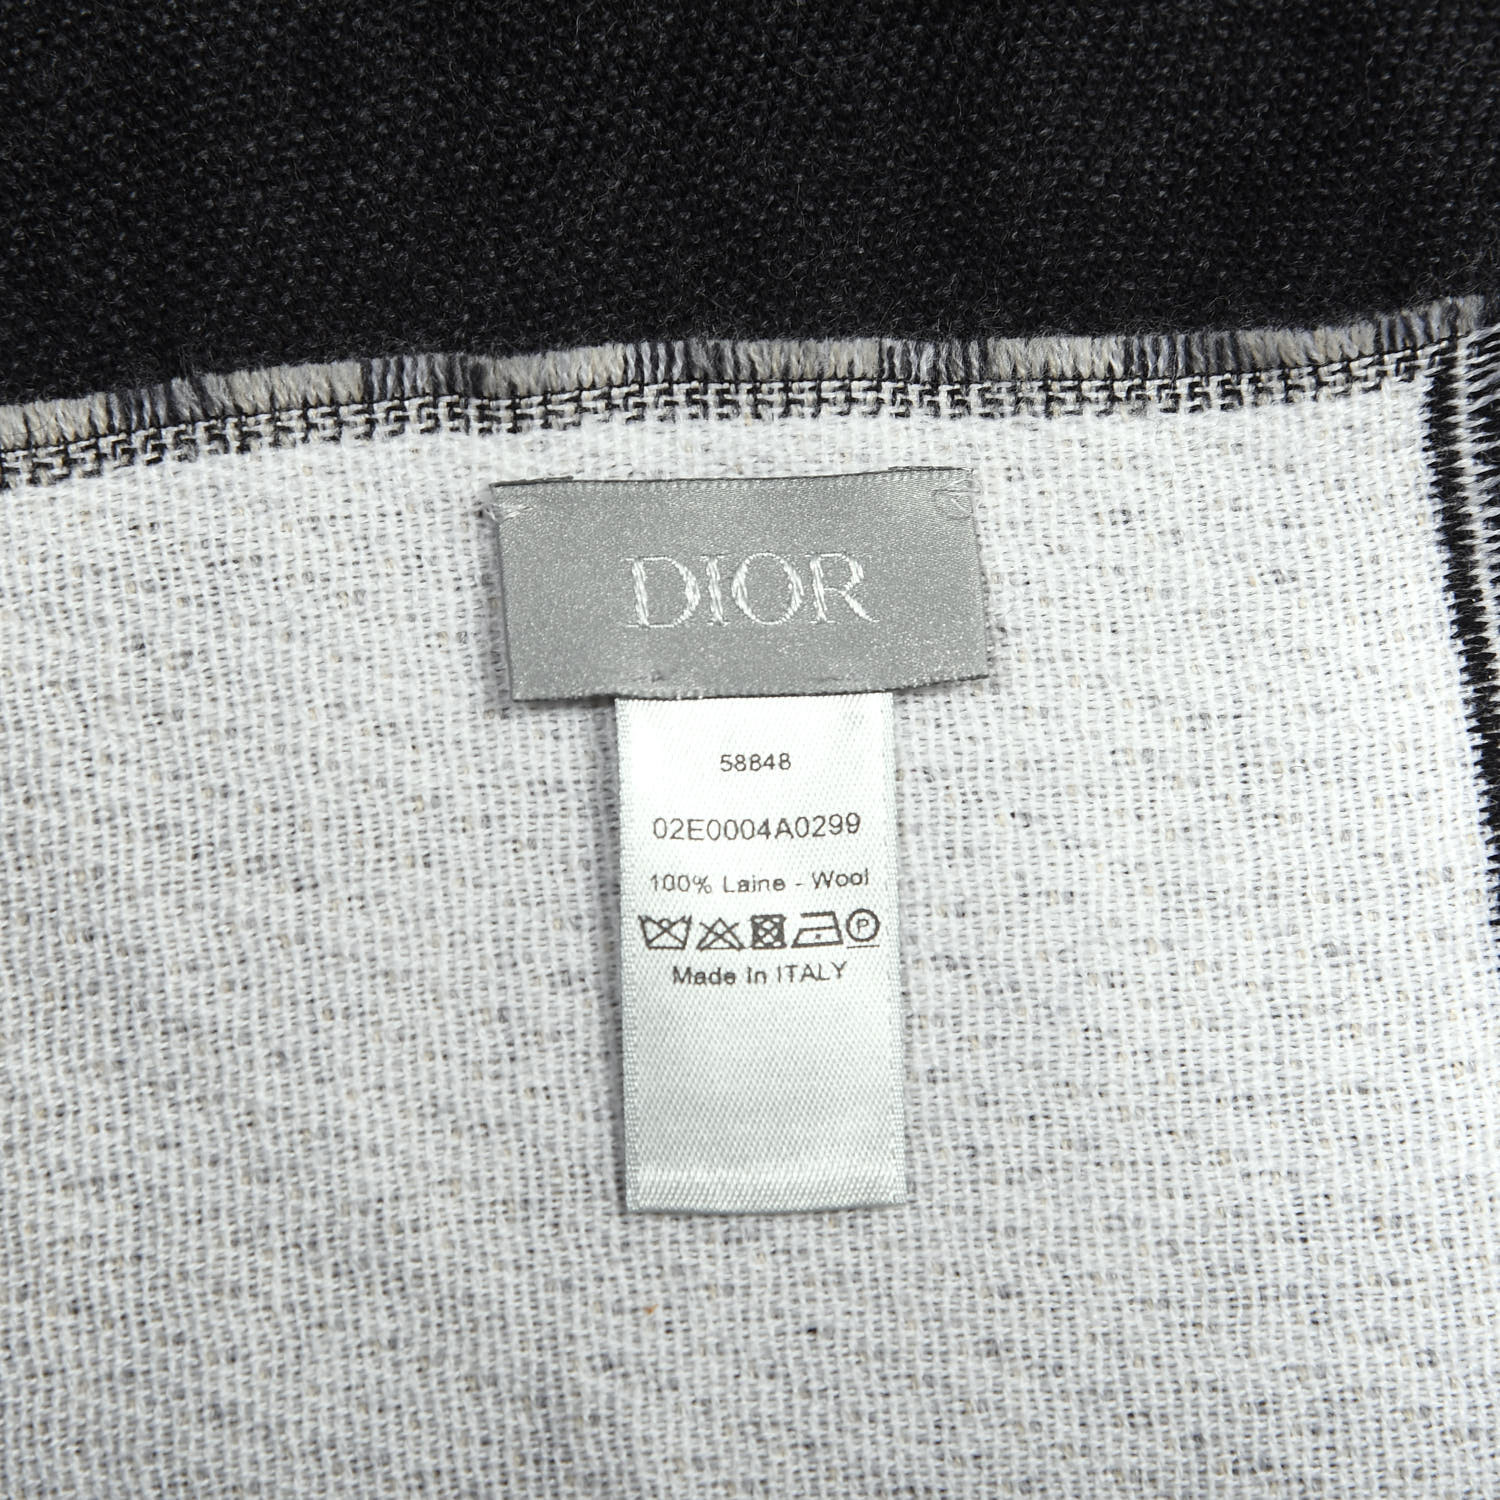 DIOR
58848
02E0004A0299
100% Laine - Wool
P
Made In ITALY